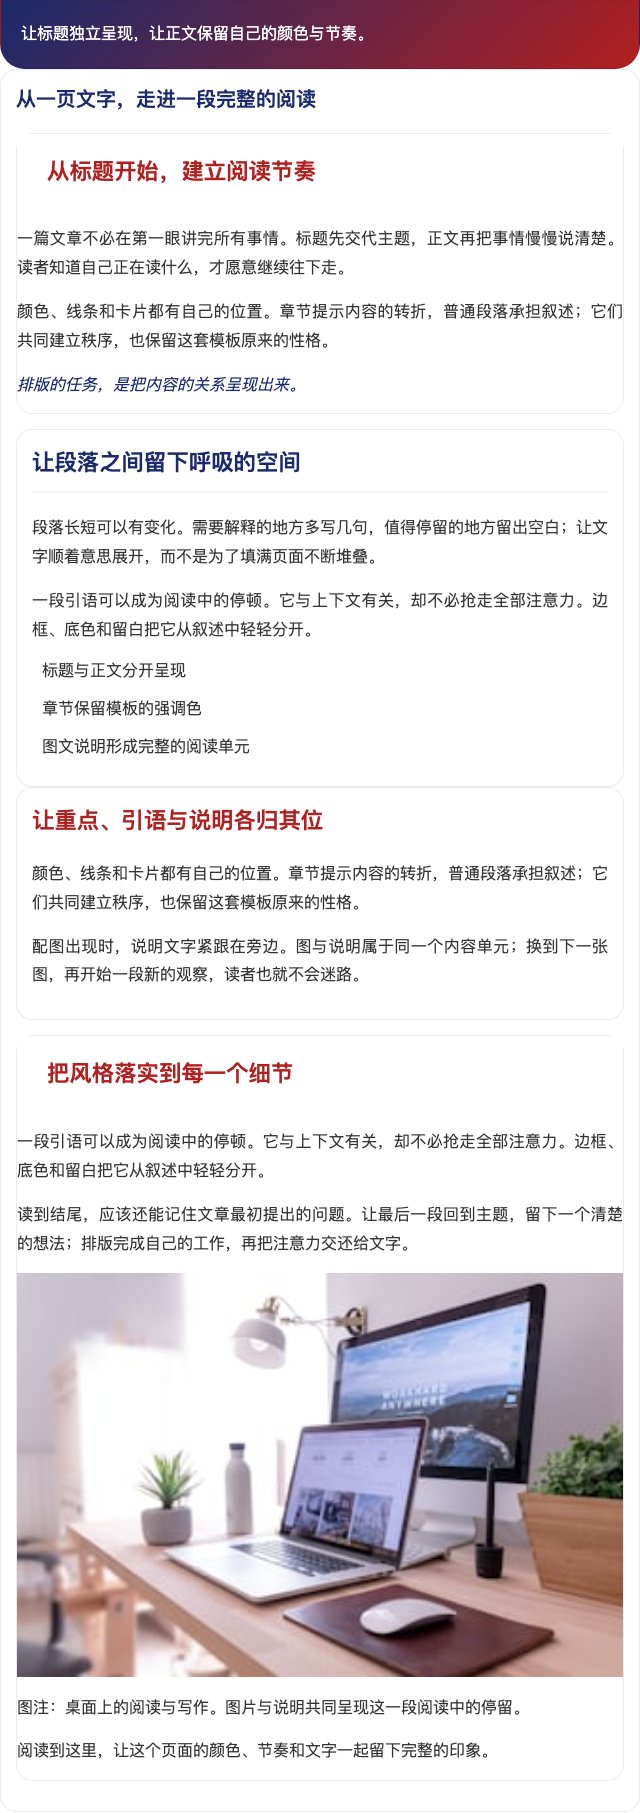 让标题独立呈现，让正文保留自己的颜色与节奏。
从一页文字，走进一段完整的阅读
从标题开始，建立阅读节奏
一篇文章不必在第一眼讲完所有事情。标题先交代主题，正文再把事情慢慢说清楚。
读者知道自己正在读什么，才愿意继续往下走。
颜色、线条和卡片都有自己的位置。章节提示内容的转折，普通段落承担叙述；它们
共同建立秩序，也保留这套模板原来的性格。
排版的任务，是把内容的关系呈现出来。
让段落之间留下呼吸的空间
段落长短可以有变化。需要解释的地方多写几句，值得停留的地方留出空白；让文
字顺着意思展开，而不是为了填满页面不断堆叠。
一段引语可以成为阅读中的停顿。它与上下文有关，却不必抢走全部注意力。边
框、底色和留白把它从叙述中轻轻分开。
标题与正文分开呈现
章节保留模板的强调色
图文说明形成完整的阅读单元
让重点、引语与说明各归其位
颜色、线条和卡片都有自己的位置。章节提示内容的转折，普通段落承担叙述；它
们共同建立秩序，也保留这套模板原来的性格。
配图出现时，说明文字紧跟在旁边。图与说明属于同一个内容单元；换到下一张
图，再开始一段新的观察，读者也就不会迷路。
把风格落实到每一个细节
一段引语可以成为阅读中的停顿。它与上下文有关，却不必抢走全部注意力。边框、
底色和留白把它从叙述中轻轻分开。
读到结尾，应该还能记住文章最初提出的问题。让最后一段回到主题，留下一个清楚
的想法；排版完成自己的工作，再把注意力交还给文字。
WORK HARD
ANYWHERE
图注：桌面上的阅读与写作。图片与说明共同呈现这一段阅读中的停留。
阅读到这里，让这个页面的颜色、节奏和文字一起留下完整的印象。